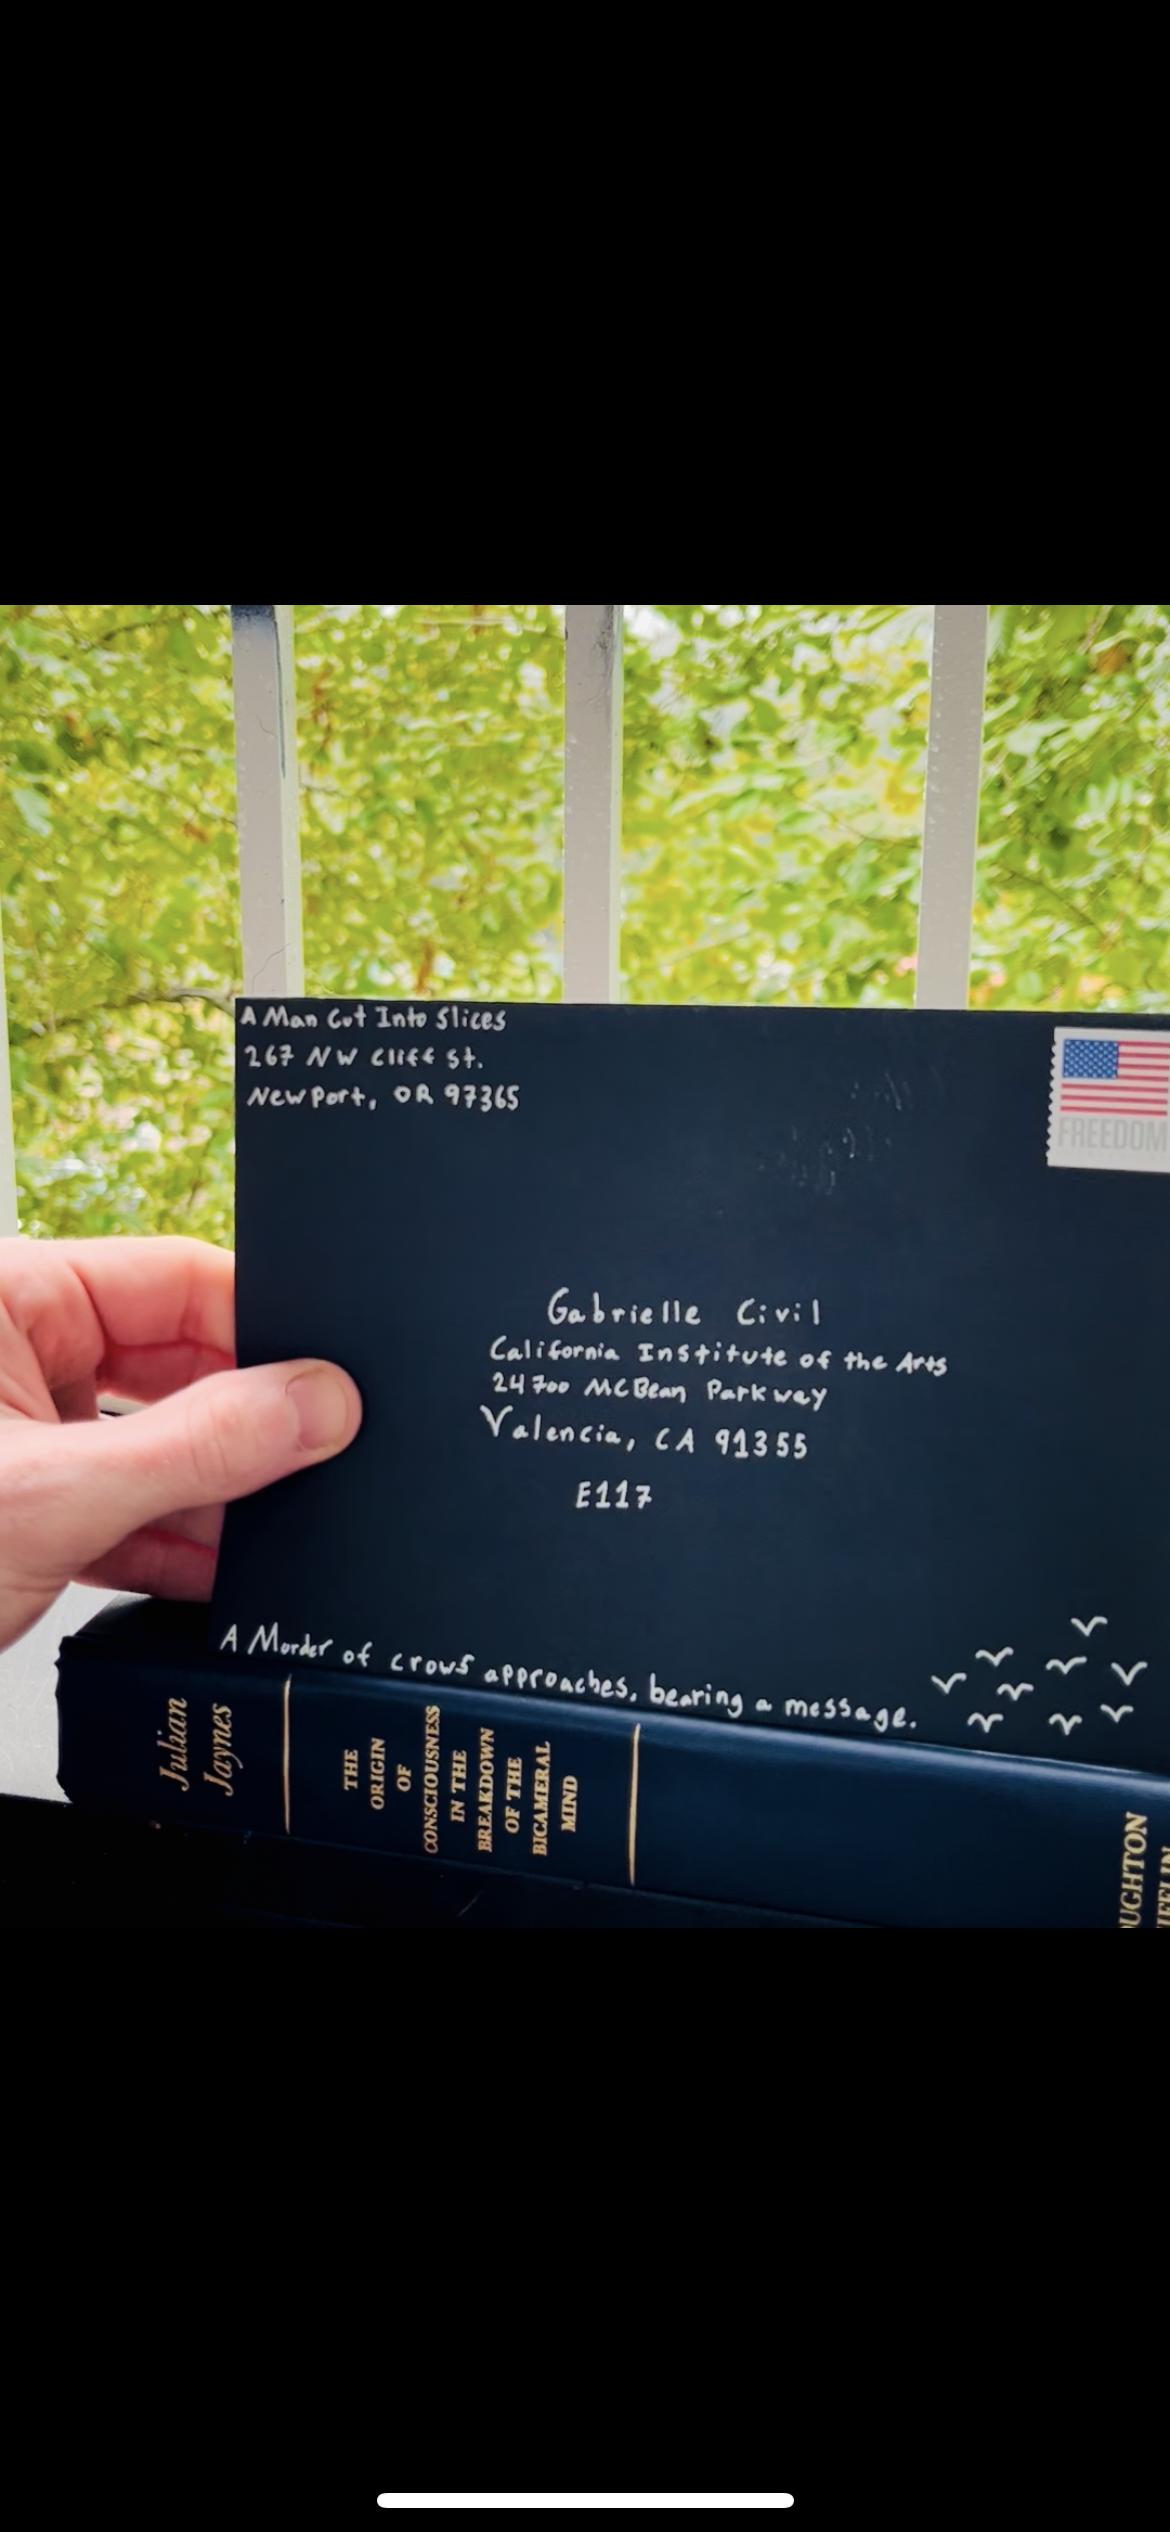 A Man Cut Into Slices
267 NW Cliff St.
Newport, OR 97365
FREEDOM
Gabrielle Civil
California Institute of the Arts
24700 McBean Parkway
Valencia, CA 91355
E117
A Murder of crows approaches, bearing a message.
Julian
Jaynes
THE
ORIGIN
OF
CONSCIOUSNESS
IN THE
BREAKDOWN
OF THE
BICAMERAL
MIND
OUGHTON